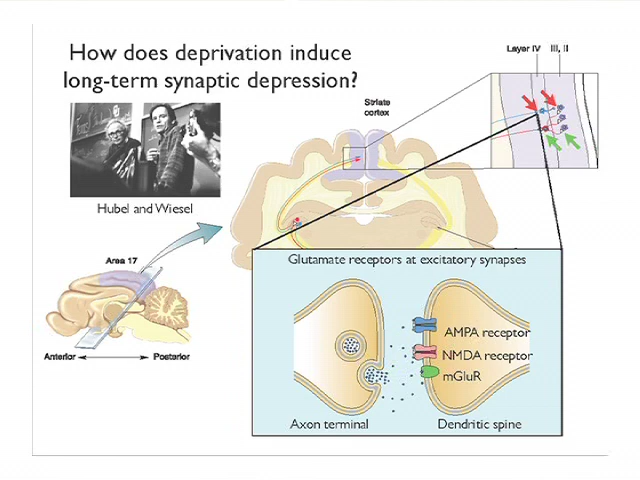 How does deprivation induce
long-term synaptic depression?
Layer IV III, II
Striate
cortex
Hubel and Wiesel
Area 17
Anterior Posterior
Glutamate receptors at excitatory synapses
AMPA receptor
NMDA receptor
mGluR
Axon terminal Dendritic spine